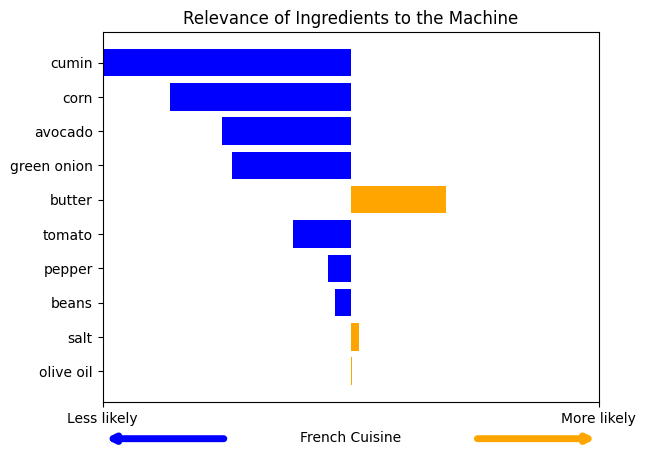 Relevance of Ingredients to the Machine
cumin
corn
avocado
green onion
butter
tomato
pepper
beans
salt
olive oil
Less likely
More likely
French Cuisine